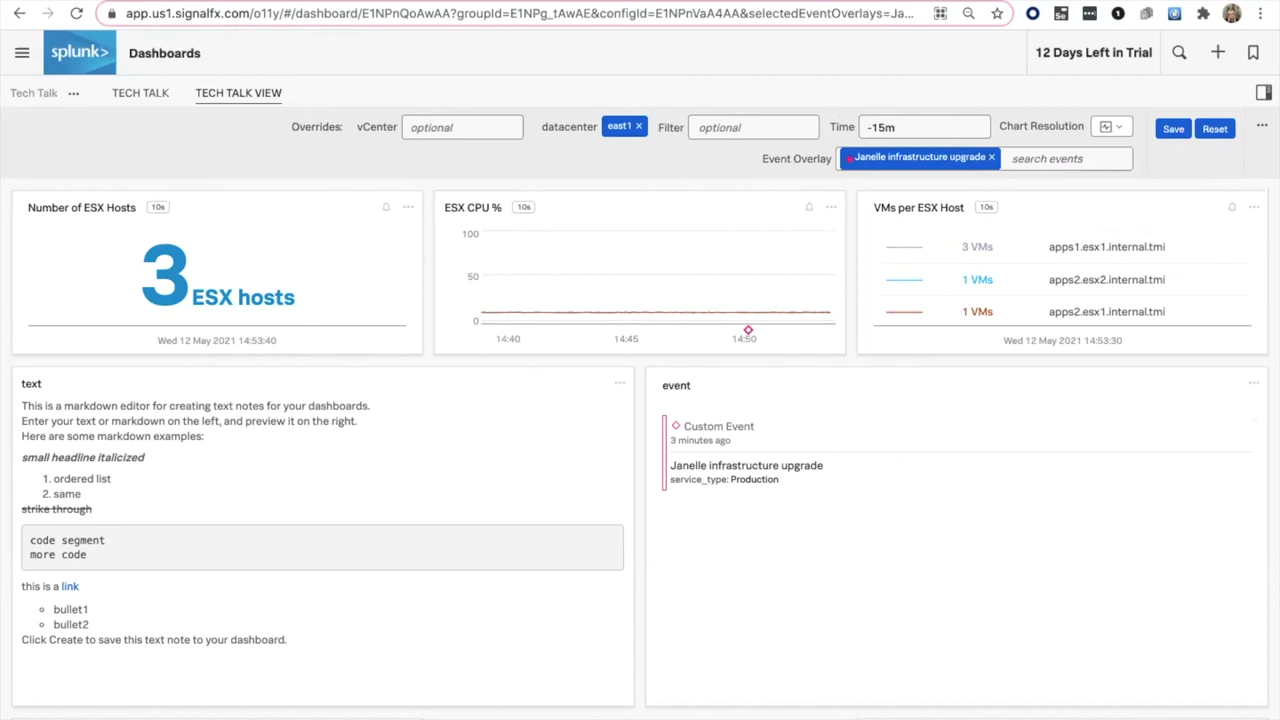 app.us1.signalfx.com/o11y/#/dashboard/E1NPnQoAwAA?groupId=E1NPg_tAwAE&configId=E1NPnVaA4AA&selectedEventOverlays=Ja...
splunk> Dashboards 12 Days Left in Trial
Tech Talk ... TECH TALK TECH TALK VIEW
Overrides: vCenter optional datacenter east1 × Filter optional Time -15m Chart Resolution Save Reset
Event Overlay Janelle infrastructure upgrade × search events
Number of ESX Hosts 10s
3 ESX hosts
Wed 12 May 2021 14:53:40
ESX CPU % 10s
100
50
0
14:40 14:45 14:50
VMs per ESX Host 10s
3 VMs apps1.esx1.internal.tmi
1 VMs apps2.esx2.internal.tmi
1 VMs apps2.esx1.internal.tmi
Wed 12 May 2021 14:53:30
text
This is a markdown editor for creating text notes for your dashboards.
Enter your text or markdown on the left, and preview it on the right.
Here are some markdown examples:
small headline italicized
1. ordered list
2. same
strike through
code segment
more code
this is a link
bullet1
bullet2
Click Create to save this text note to your dashboard.
event
Custom Event
3 minutes ago
Janelle infrastructure upgrade
service_type: Production